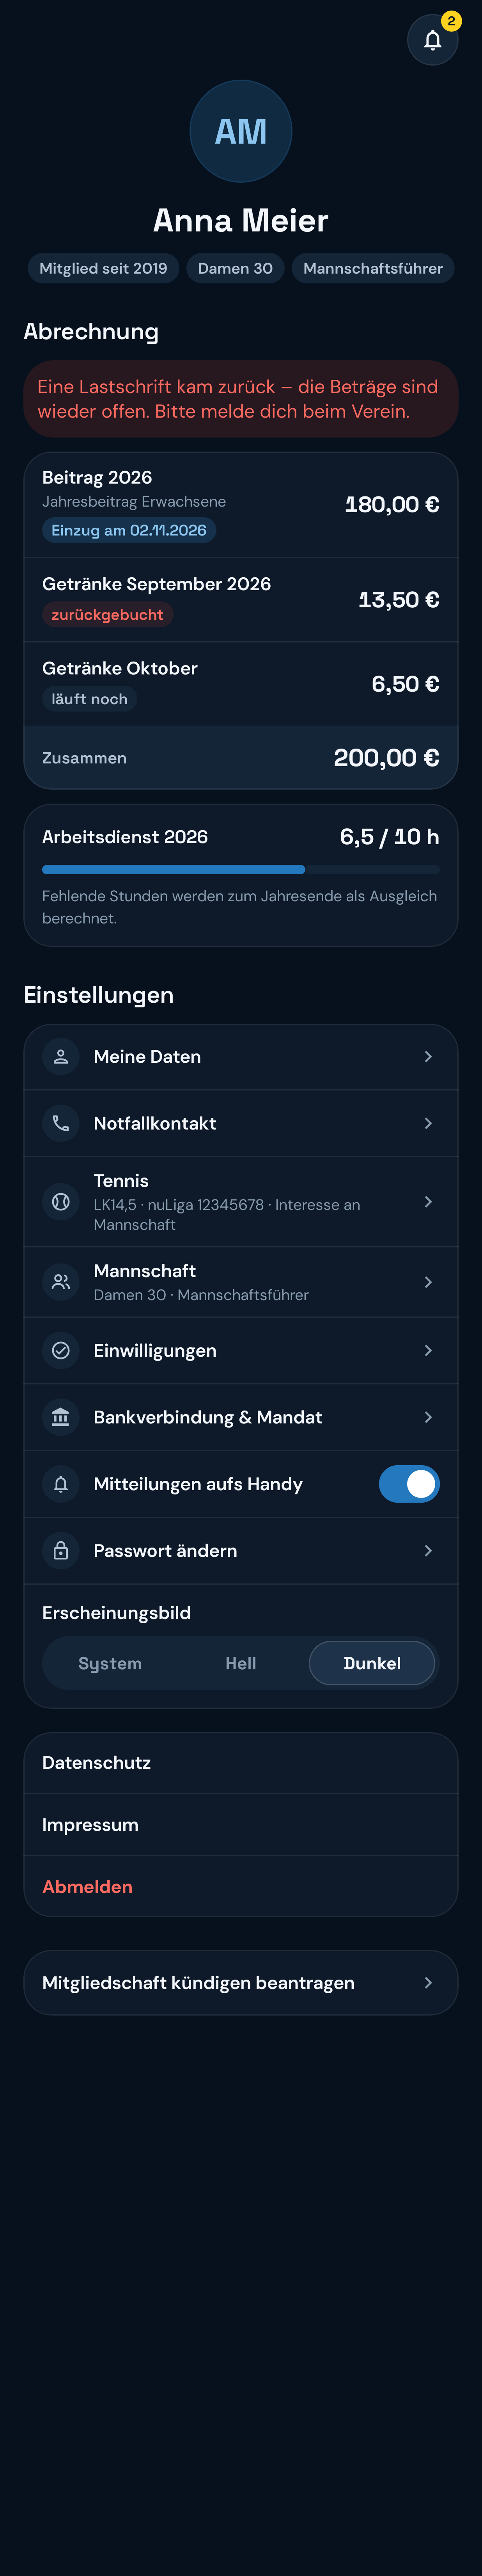 2
AM
Anna Meier
Mitglied seit 2019 Damen 30 Mannschaftsführer
Abrechnung
Eine Lastschrift kam zurück – die Beträge sind
wieder offen. Bitte melde dich beim Verein.
Beitrag 2026
Jahresbeitrag Erwachsene
180,00 €
Einzug am 02.11.2026
Getränke September 2026
13,50 €
zurückgebucht
Getränke Oktober
6,50 €
läuft noch
Zusammen 200,00 €
Arbeitsdienst 2026 6,5 / 10 h
Fehlende Stunden werden zum Jahresende als Ausgleich
berechnet.
Einstellungen
Meine Daten
Notfallkontakt
Tennis
LK14,5 · nuLiga 12345678 · Interesse an
Mannschaft
Mannschaft
Damen 30 · Mannschaftsführer
Einwilligungen
Bankverbindung & Mandat
Mitteilungen aufs Handy
Passwort ändern
Erscheinungsbild
System Hell Dunkel
Datenschutz
Impressum
Abmelden
Mitgliedschaft kündigen beantragen